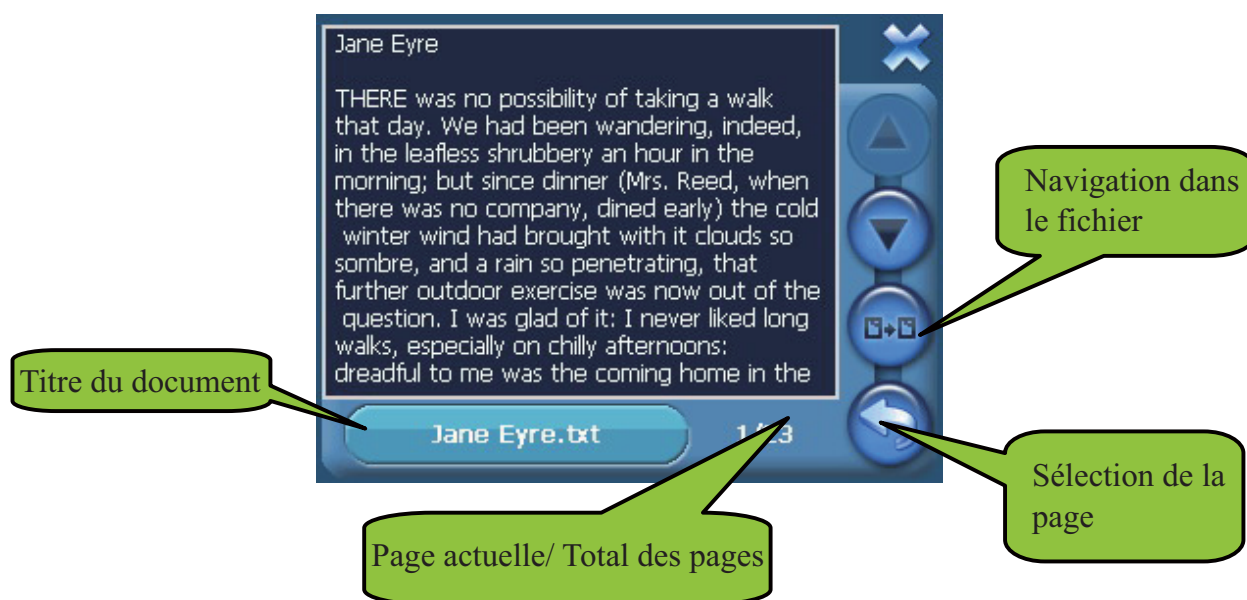 Jane Eyre
THERE was no possibility of taking a walk
that day. We had been wandering, indeed,
in the leafless shrubbery an hour in the
morning; but since dinner (Mrs. Reed, when
there was no company, dined early) the cold
winter wind had brought with it clouds so
sombre, and a rain so penetrating, that
further outdoor exercise was now out of the
question. I was glad of it: I never liked long
walks, especially on chilly afternoons:
dreadful to me was the coming home in the
Navigation dans
le fichier
Titre du document
Jane Eyre.txt
Sélection de la
page
Page actuelle/ Total des pages